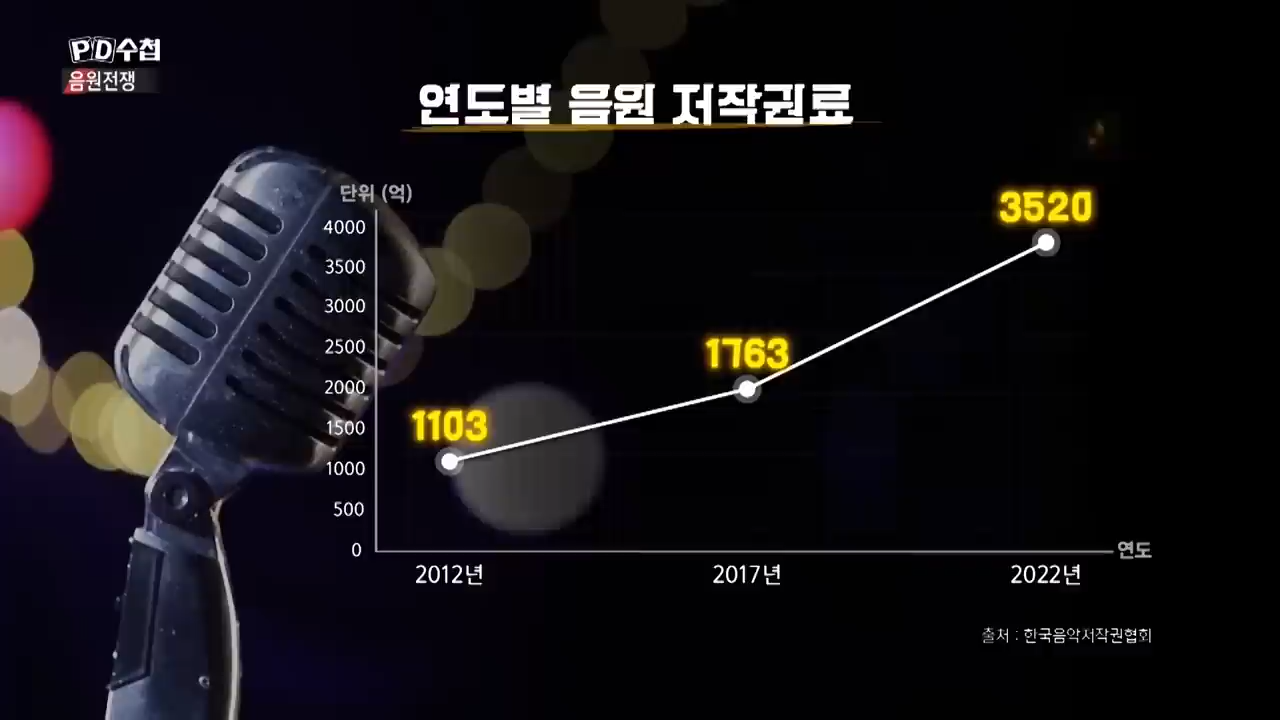 PD수첩
음원전쟁
연도별 음원 저작권료
단위 (억)
4000
3500
3000
2500
2000
1500
1000
500
0
1103
1763
3520
2012년
2017년
2022년
연도
출처 : 한국음악저작권협회